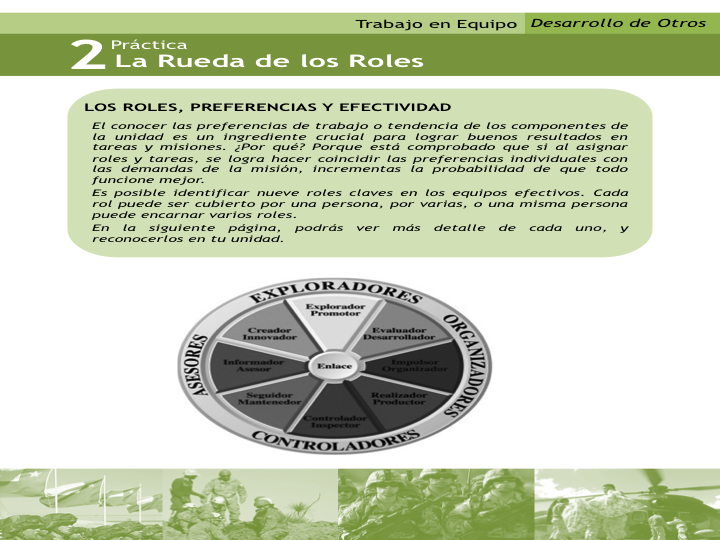 Trabajo en Equipo Desarrollo de Otros
2 Práctica
La Rueda de los Roles
LOS ROLES, PREFERENCIAS Y EFECTIVIDAD
El conocer las preferencias de trabajo o tendencia de los componentes de
la unidad es un ingrediente crucial para lograr buenos resultados en
tareas y misiones. ¿Por qué? Porque está comprobado que si al asignar
roles y tareas, se logra hacer coincidir las preferencias individuales con
las demandas de la misión, incrementas la probabilidad de que todo
funcione mejor.
Es posible identificar nueve roles claves en los equipos efectivos. Cada
rol puede ser cubierto por una persona, por varias, o una misma persona
puede encarnar varios roles.
En la siguiente página, podrás ver más detalle de cada uno, y
reconocerlos en tu unidad.
EXPLORADORES
Explorador
Promotor
Creador
Innovador
Evaluador
Desarrollador
ASESORES
ORGANIZADORES
Informador
Asesor
Enlace
Impulsor
Organizador
Seguidor
Mantenedor
Realizador
Productor
Controlador
Inspector
CONTROLADORES